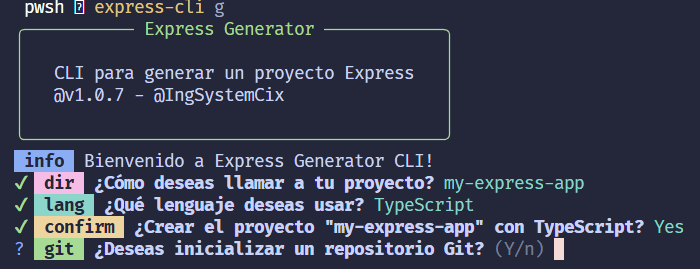 pwsh express-cli g
Express Generator
CLI para generar un proyecto Express
@v1.0.7 - @IngSystemCix
info Bienvenido a Express Generator CLI!
✓ dir ¿Cómo deseas llamar a tu proyecto? my-express-app
✓ lang ¿Qué lenguaje deseas usar? TypeScript
✓ confirm ¿Crear el proyecto "my-express-app" con TypeScript? Yes
? git ¿Deseas inicializar un repositorio Git? (Y/n)